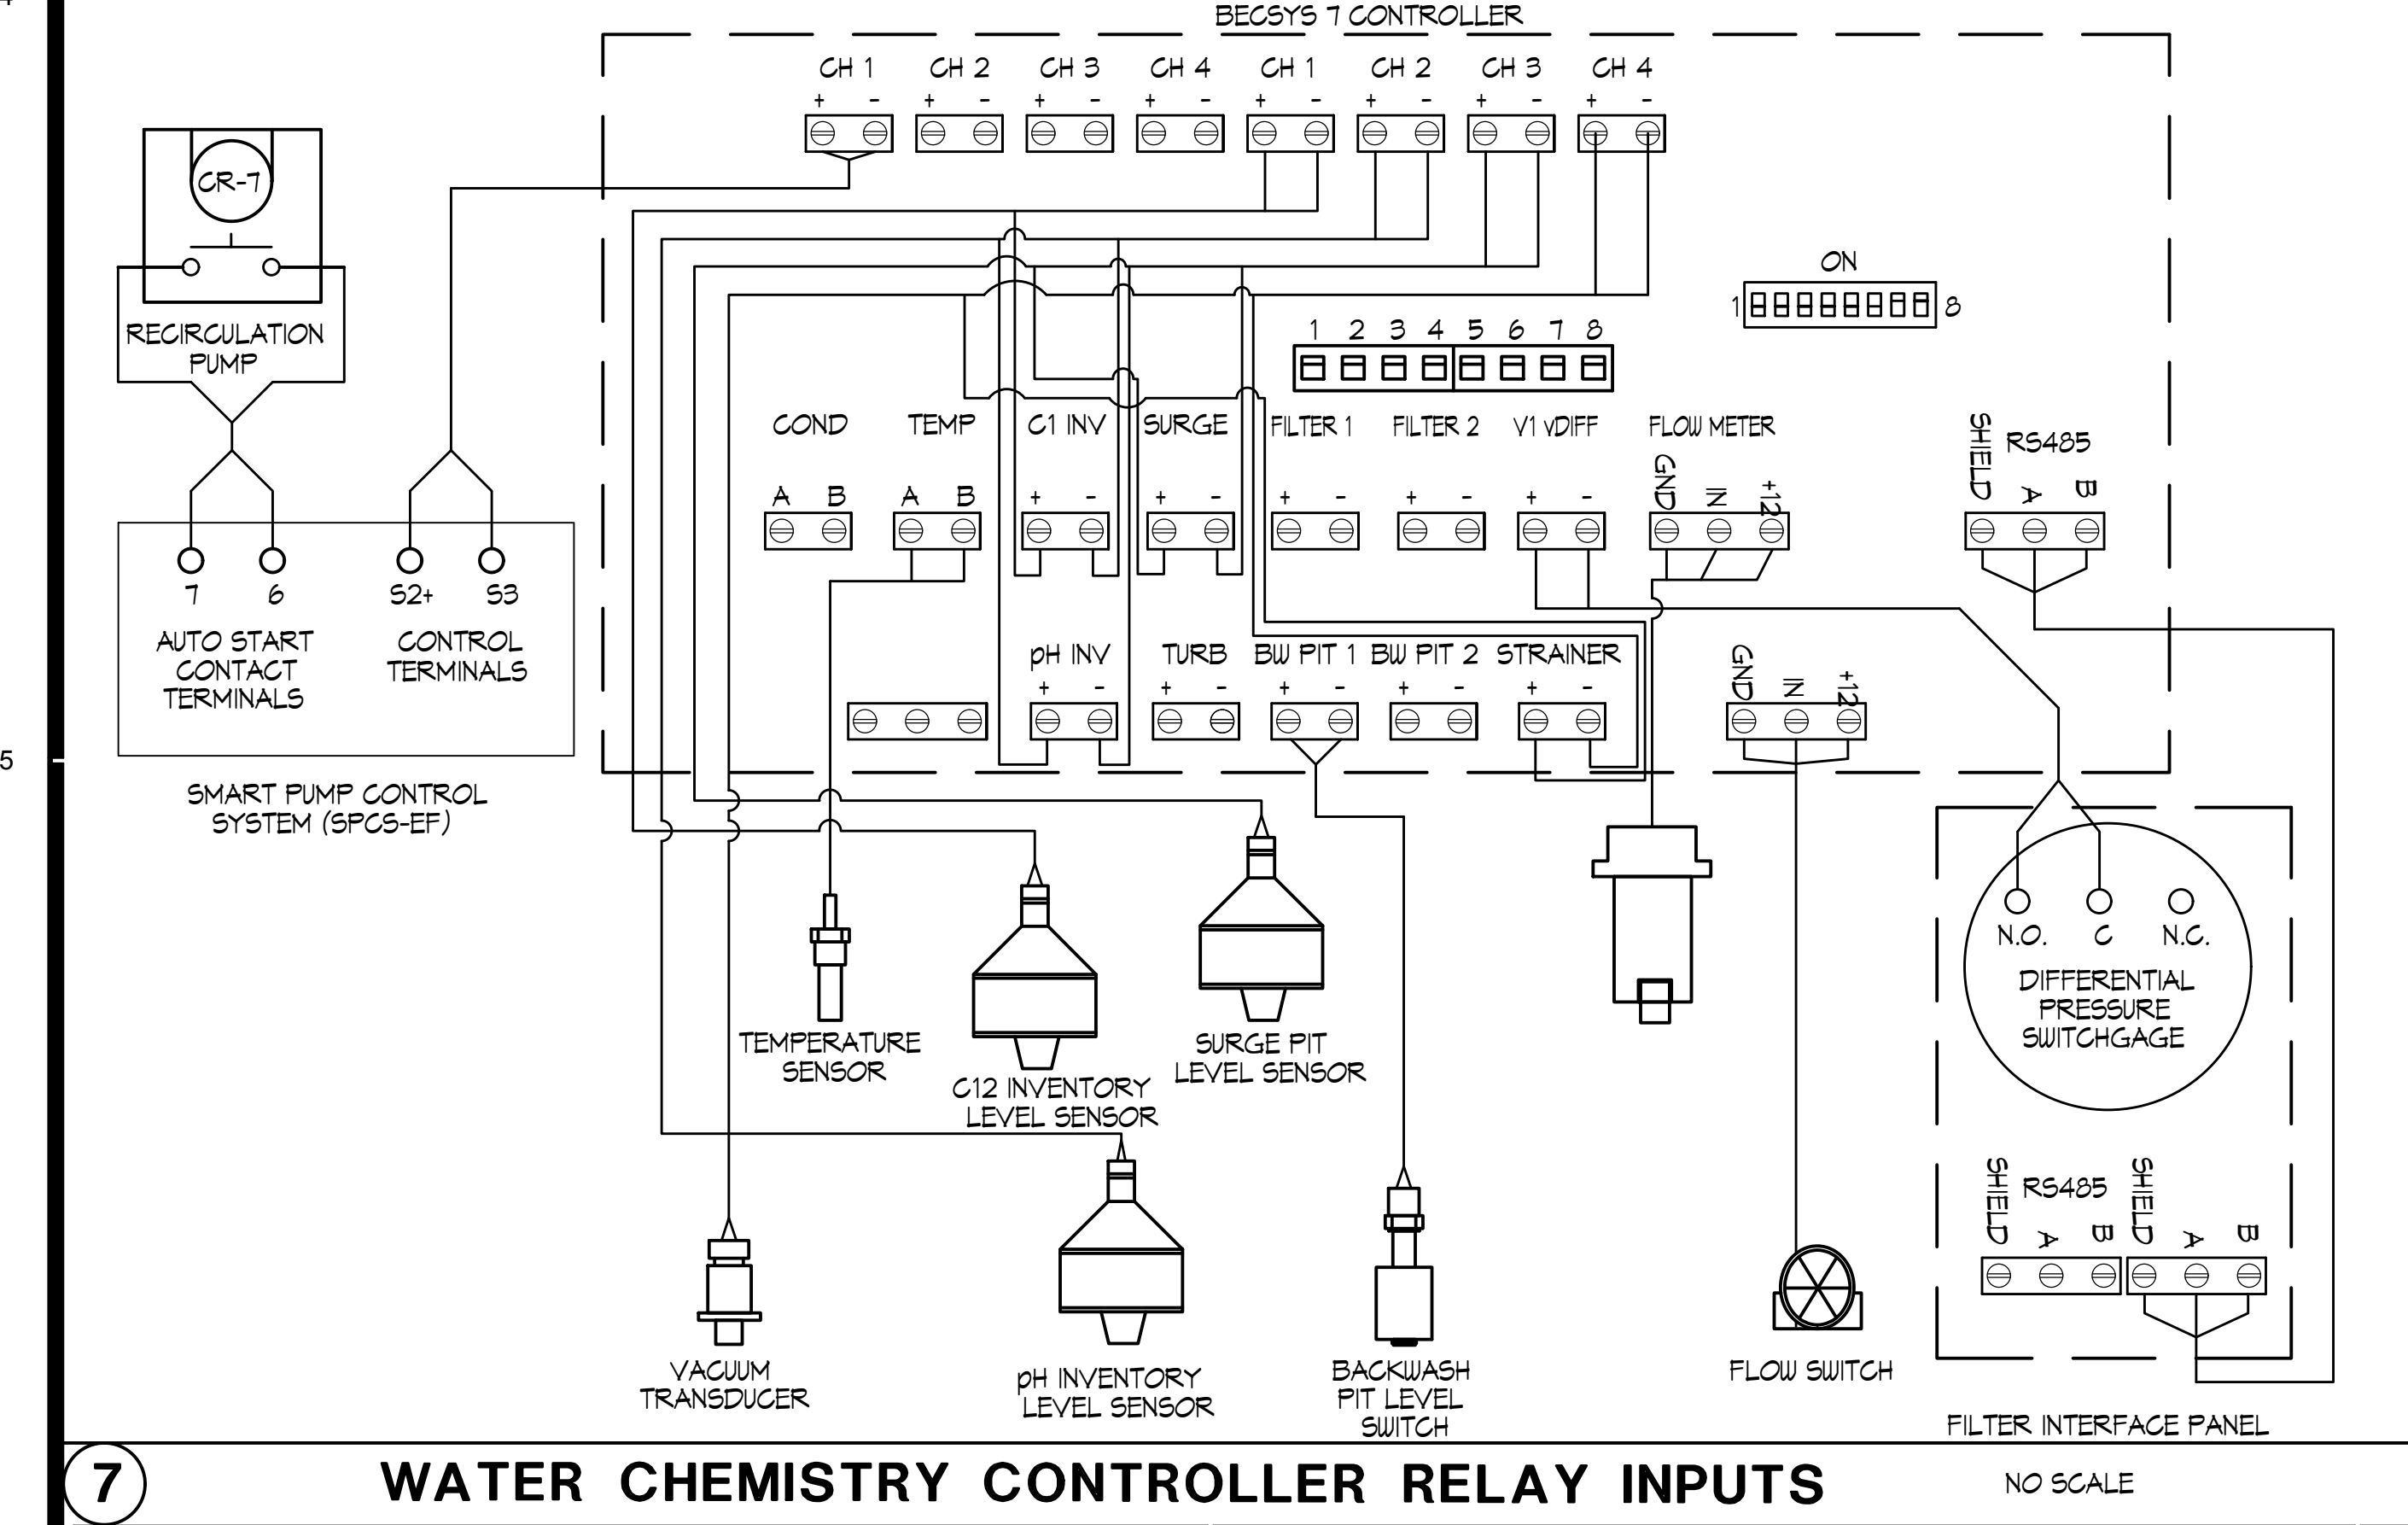 4
BECSYS 7 CONTROLLER
CH 1 CH 2 CH 3 CH 4 CH 1 CH 2 CH 3 CH 4
+ - + - + - + - + - + - + - + -
CR-7
ON
1 8
RECIRCULATION
PUMP
1 2 3 4 5 6 7 8
COND TEMP C1 INV SURGE FILTER 1 FILTER 2 V1 vDIFF FLOW METER
SHIELD RS485 A B
GND IN +12
A B A B + - + - + - + - + -
7 6 S2+ S3
AUTO START
CONTACT
TERMINALS
CONTROL
TERMINALS
pH INV TURB BW PIT 1 BW PIT 2 STRAINER
+ - + - + - + - + -
GND IN +12
5
SMART PUMP CONTROL
SYSTEM (SPCS-EF)
N.O. C N.C.
DIFFERENTIAL
PRESSURE
SWITCHGAGE
TEMPERATURE
SENSOR
C12 INVENTORY
LEVEL SENSOR
SURGE PIT
LEVEL SENSOR
SHIELD RS485 A B
SHIELD A B
VACUUM
TRANSDUCER
pH INVENTORY
LEVEL SENSOR
BACKWASH
PIT LEVEL
SWITCH
FLOW SWITCH
FILTER INTERFACE PANEL
7
WATER CHEMISTRY CONTROLLER RELAY INPUTS
NO SCALE